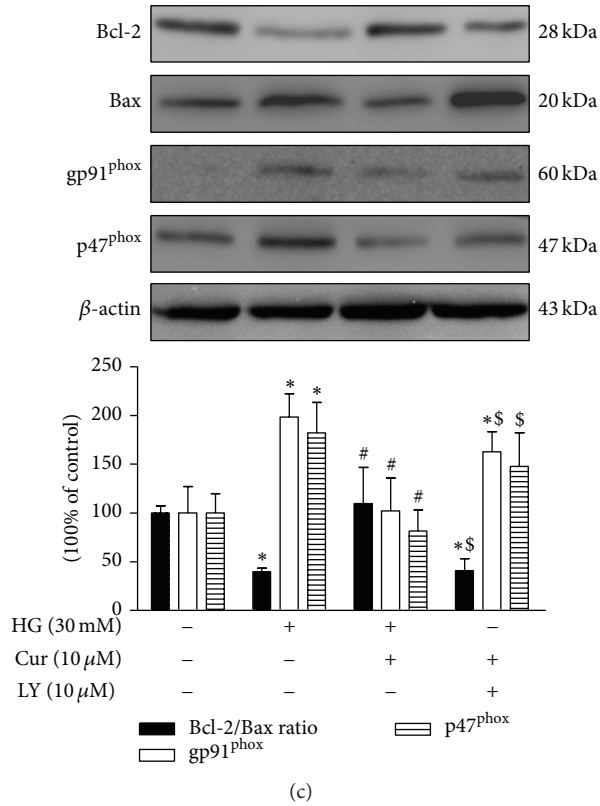 Bcl-2 28 kDa
Bax 20 kDa
gp91phox 60 kDa
p47phox 47 kDa
β-actin 43 kDa
250
200
150
100
50
0
(100% of control)
* * * # # # *$ *$ $
HG (30 mM) − + + −
Cur (10 μM) − − + +
LY (10 μM) − − − +
Bcl-2/Bax ratio p47phox
gp91phox
(c)